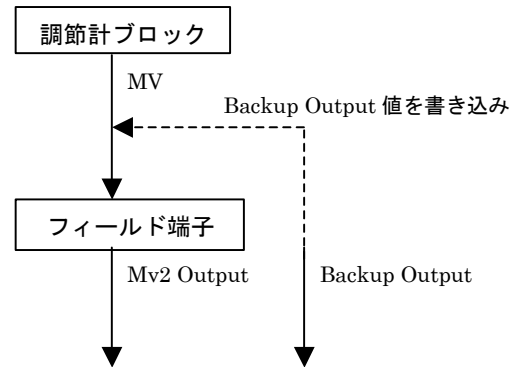 調節計ブロック
MV
Backup Output 値を書き込み
フィールド端子
Mv2 Output
Backup Output